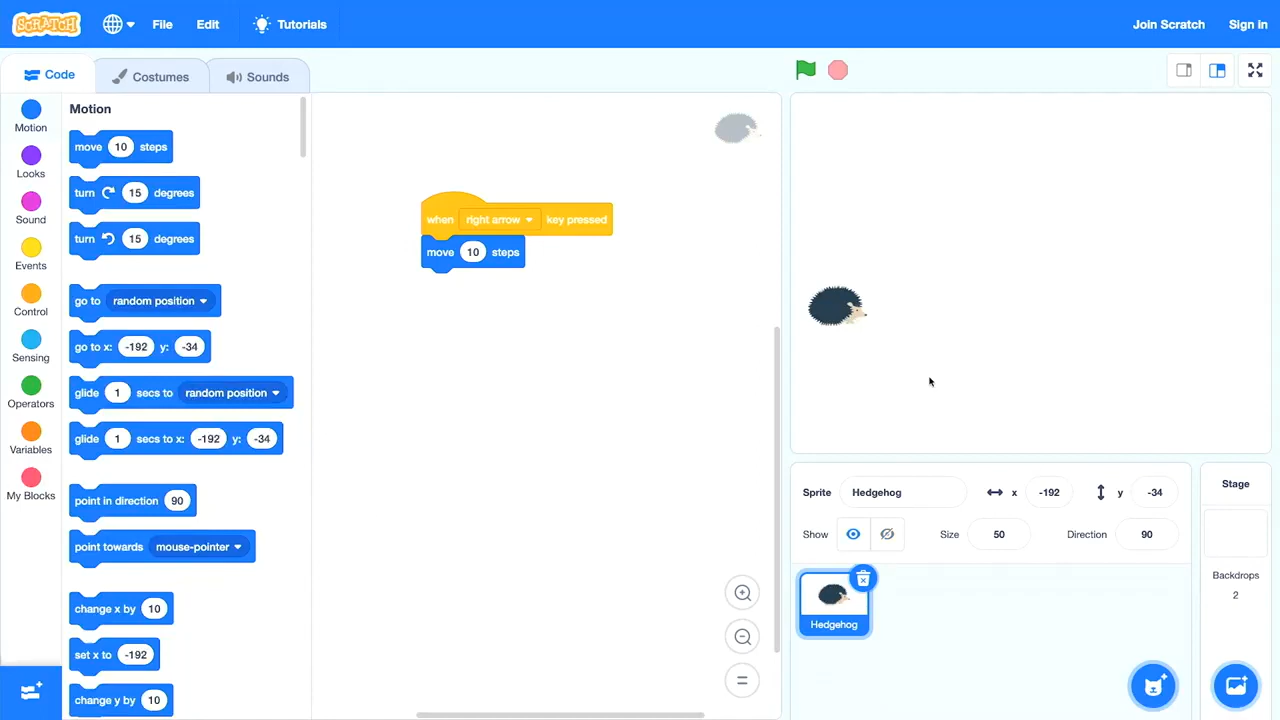 SCRATCH File Edit Tutorials Join Scratch Sign in
Code Costumes Sounds
Motion
Looks
Sound
Events
Control
Sensing
Operators
Variables
My Blocks
Motion
move 10 steps
turn 15 degrees
turn 15 degrees
go to random position
go to x: -192 y: -34
glide 1 secs to random position
glide 1 secs to x: -192 y: -34
point in direction 90
point towards mouse-pointer
change x by 10
set x to -192
change y by 10
when right arrow key pressed
move 10 steps
Sprite Hedgehog x -192 y -34
Show Size 50 Direction 90
Hedgehog
Stage
Backdrops
2